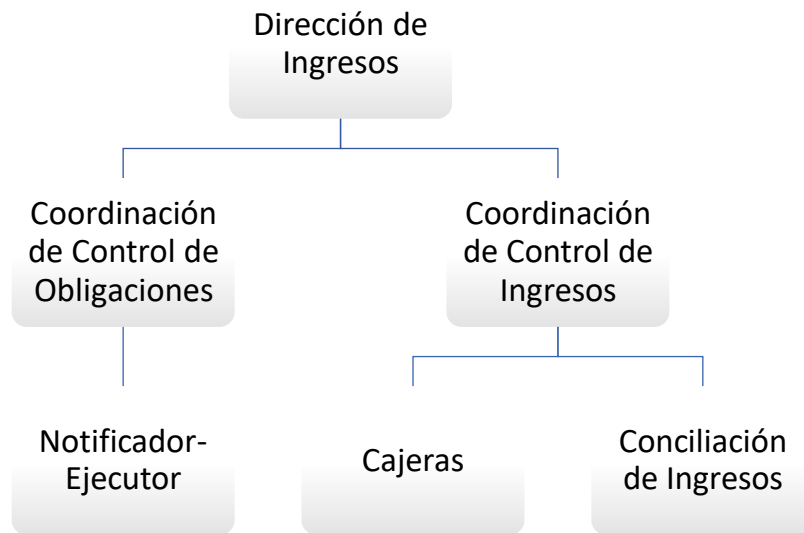 Dirección de
Ingresos
Coordinación
de Control de
Obligaciones
Coordinación
de Control de
Ingresos
Notificador-
Ejecutor
Cajeras
Conciliación
de Ingresos